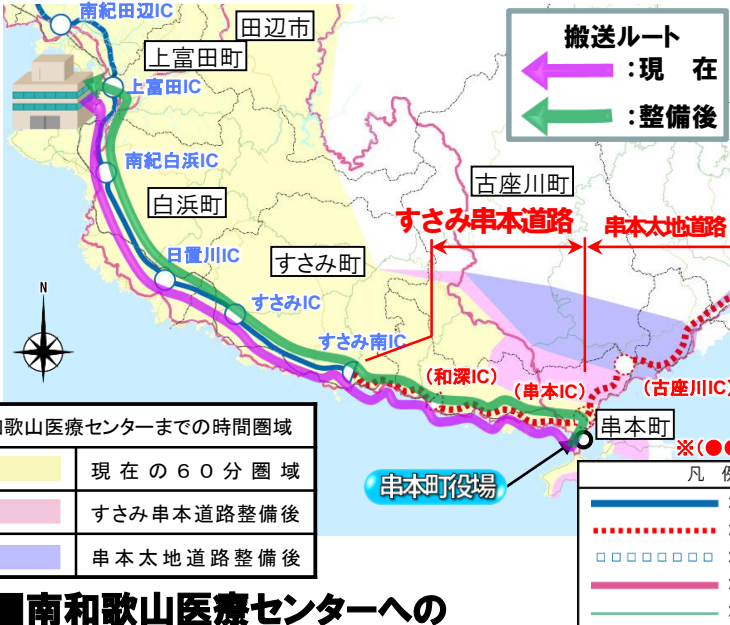 南紀田辺IC
田辺市
搬送ルート
：現　在
：整備後
上富田町
上富田IC
南紀白浜IC
白浜町
古座川町
すさみ串本道路
串本太地道路
日置川IC
すさみ町
すさみIC
すさみ南IC
N
(和深IC)
(串本IC)
(古座川IC)
串本町
※(●
串本町役場
和歌山医療センターまでの時間圏域
現在の６０分圏域
すさみ串本道路整備後
串本太地道路整備後
凡　例
南和歌山医療センターへの